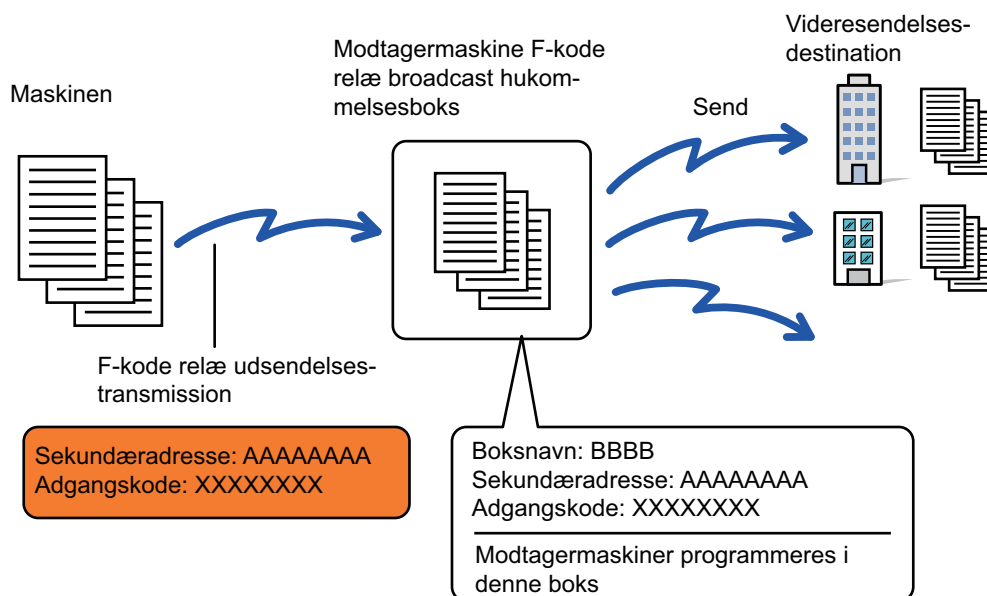 Maskinen
Modtagermaskine F-kode
relæ broadcast hukom-
melsesboks
Send
Videresendelses-
destination
F-kode relæ udsendelses-
transmission
Sekundæradresse: AAAAAAAA
Adgangskode: XXXXXXXX
Boksnavn: BBBB
Sekundæradresse: AAAAAAAA
Adgangskode: XXXXXXXX
Modtagermaskiner programmeres i
denne boks